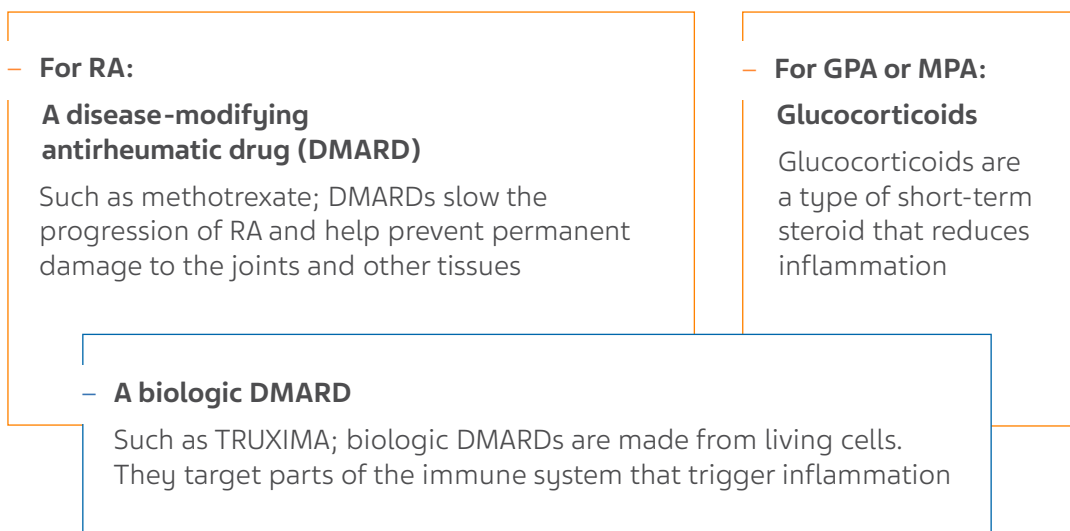 For RA:
A disease-modifying
antirheumatic drug (DMARD)
Such as methotrexate; DMARDs slow the
progression of RA and help prevent permanent
damage to the joints and other tissues
For GPA or MPA:
Glucocorticoids
Glucocorticoids are
a type of short-term
steroid that reduces
inflammation
A biologic DMARD
Such as TRUXIMA; biologic DMARDs are made from living cells.
They target parts of the immune system that trigger inflammation